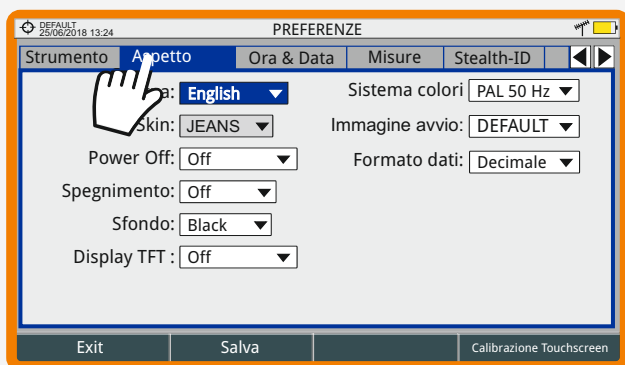 DEFAULT
25/06/2018 13:24
PREFERENZE
Strumento Aspetto Ora & Data Misure Stealth-ID
English
Sistema colori PAL 50 Hz
Skin: JEANS
Immagine avvio: DEFAULT
Power Off: Off
Formato dati: Decimale
Spegnimento: Off
Sfondo: Black
Display TFT : Off
Exit Salva Calibrazione Touchscreen